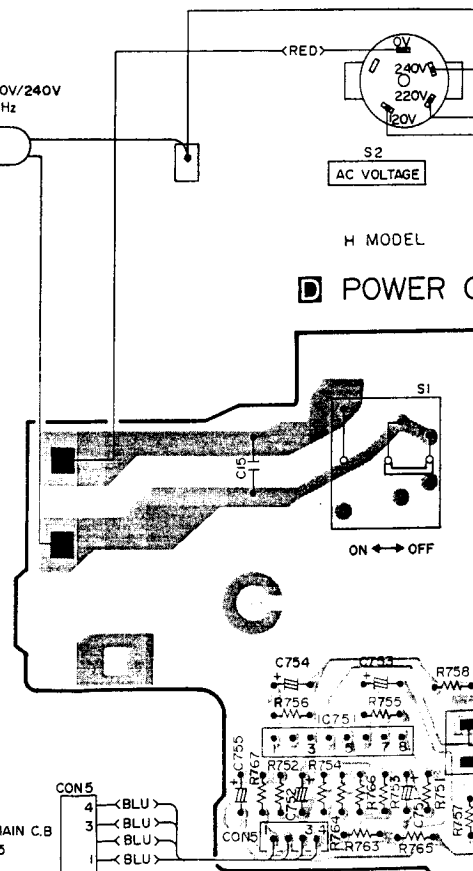 <RED>
0V
240V
220V
120V
0V/240V
Hz
S2
AC VOLTAGE
H MODEL
D POWER C
S1
C15
ON ↔ OFF
C754
C753
R758
R756
R755
IC751
1 3 5 7 8
C755
R767
R752
R754
C752
R766
R753
C75
R751
R757
CON5
CON5
4 <BLU>
3 <BLU>
<BLU>
1 <BLU>
MAIN C.B
5
1 3 4
R764
R763
R765